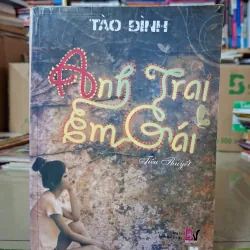 TÀO ĐÌNH
Anh Trai
Em Gái
Tiểu Thuyết